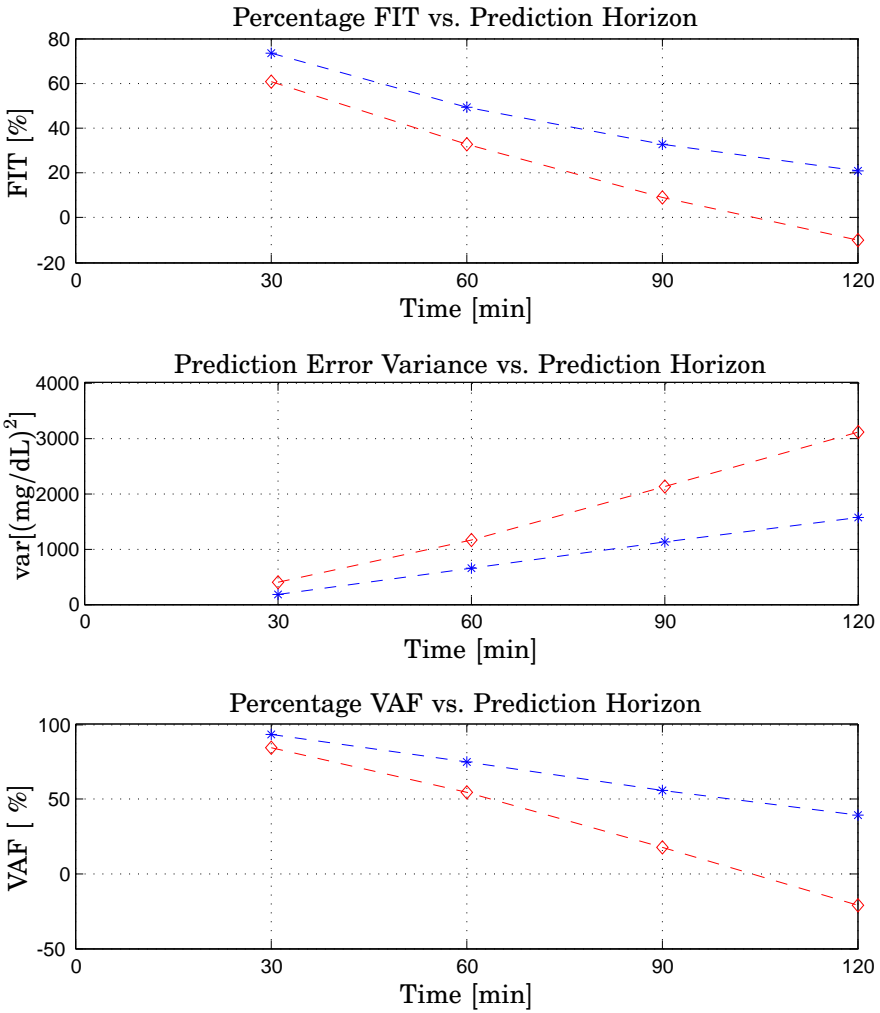 Percentage FIT vs. Prediction Horizon
80
60
40
20
0
-20
FIT [%]
0 30 60 90 120
Time [min]
Prediction Error Variance vs. Prediction Horizon
4000
3000
2000
1000
0
var[(mg/dL)²]
0 30 60 90 120
Time [min]
Percentage VAF vs. Prediction Horizon
100
50
0
-50
VAF [ %]
0 30 60 90 120
Time [min]